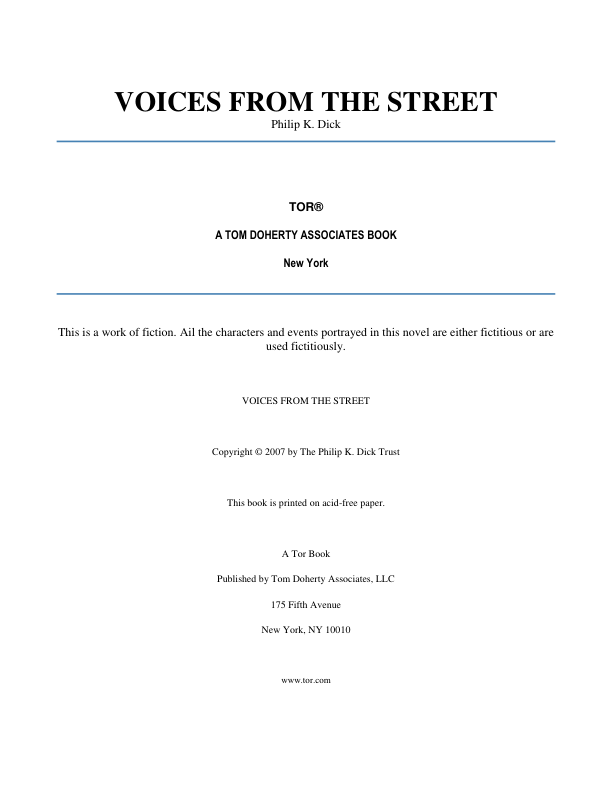 VOICES FROM THE STREET
Philip K. Dick
TOR®
A TOM DOHERTY ASSOCIATES BOOK
New York
This is a work of fiction. Ail the characters and events portrayed in this novel are either fictitious or are
used fictitiously.
VOICES FROM THE STREET
Copyright © 2007 by The Philip K. Dick Trust
This book is printed on acid-free paper.
A Tor Book
Published by Tom Doherty Associates, LLC
175 Fifth Avenue
New York, NY 10010
www.tor.com